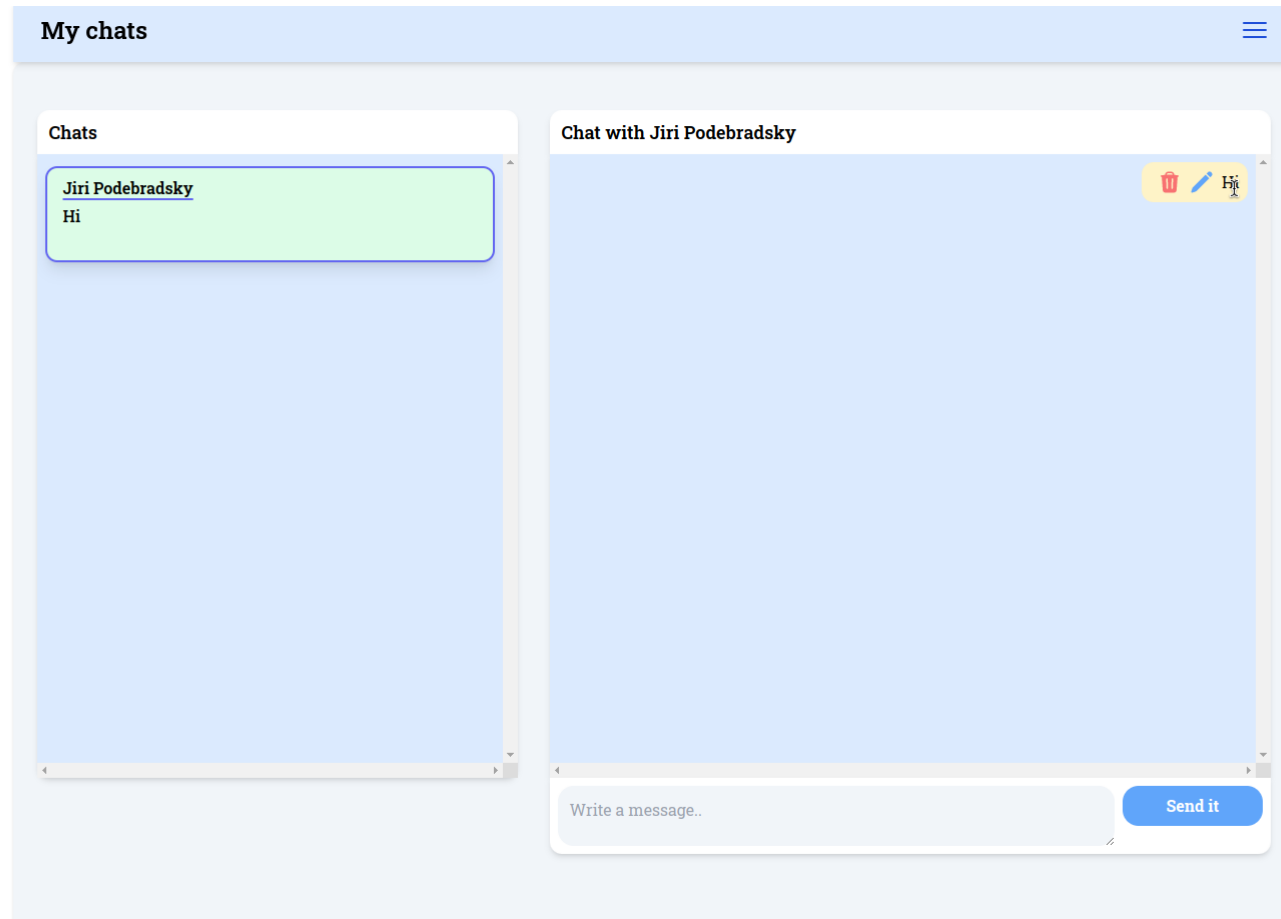 My chats
Chats
Jiri Podebradsky
Hi
Chat with Jiri Podebradsky
Hi
Write a message..
Send it